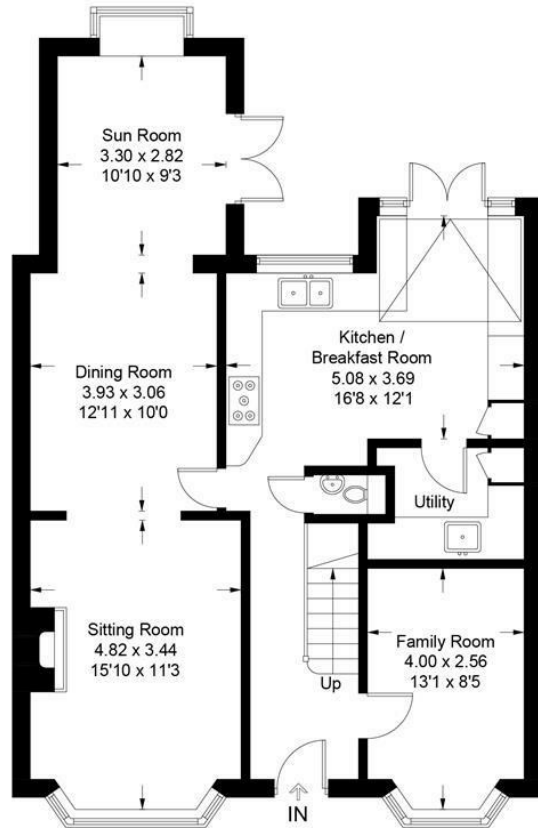 Sun Room
3.30 x 2.82
10'10 x 9'3
Kitchen /
Breakfast Room
5.08 x 3.69
16'8 x 12'1
Dining Room
3.93 x 3.06
12'11 x 10'0
Utility
Sitting Room
4.82 x 3.44
15'10 x 11'3
Family Room
4.00 x 2.56
13'1 x 8'5
Up
IN